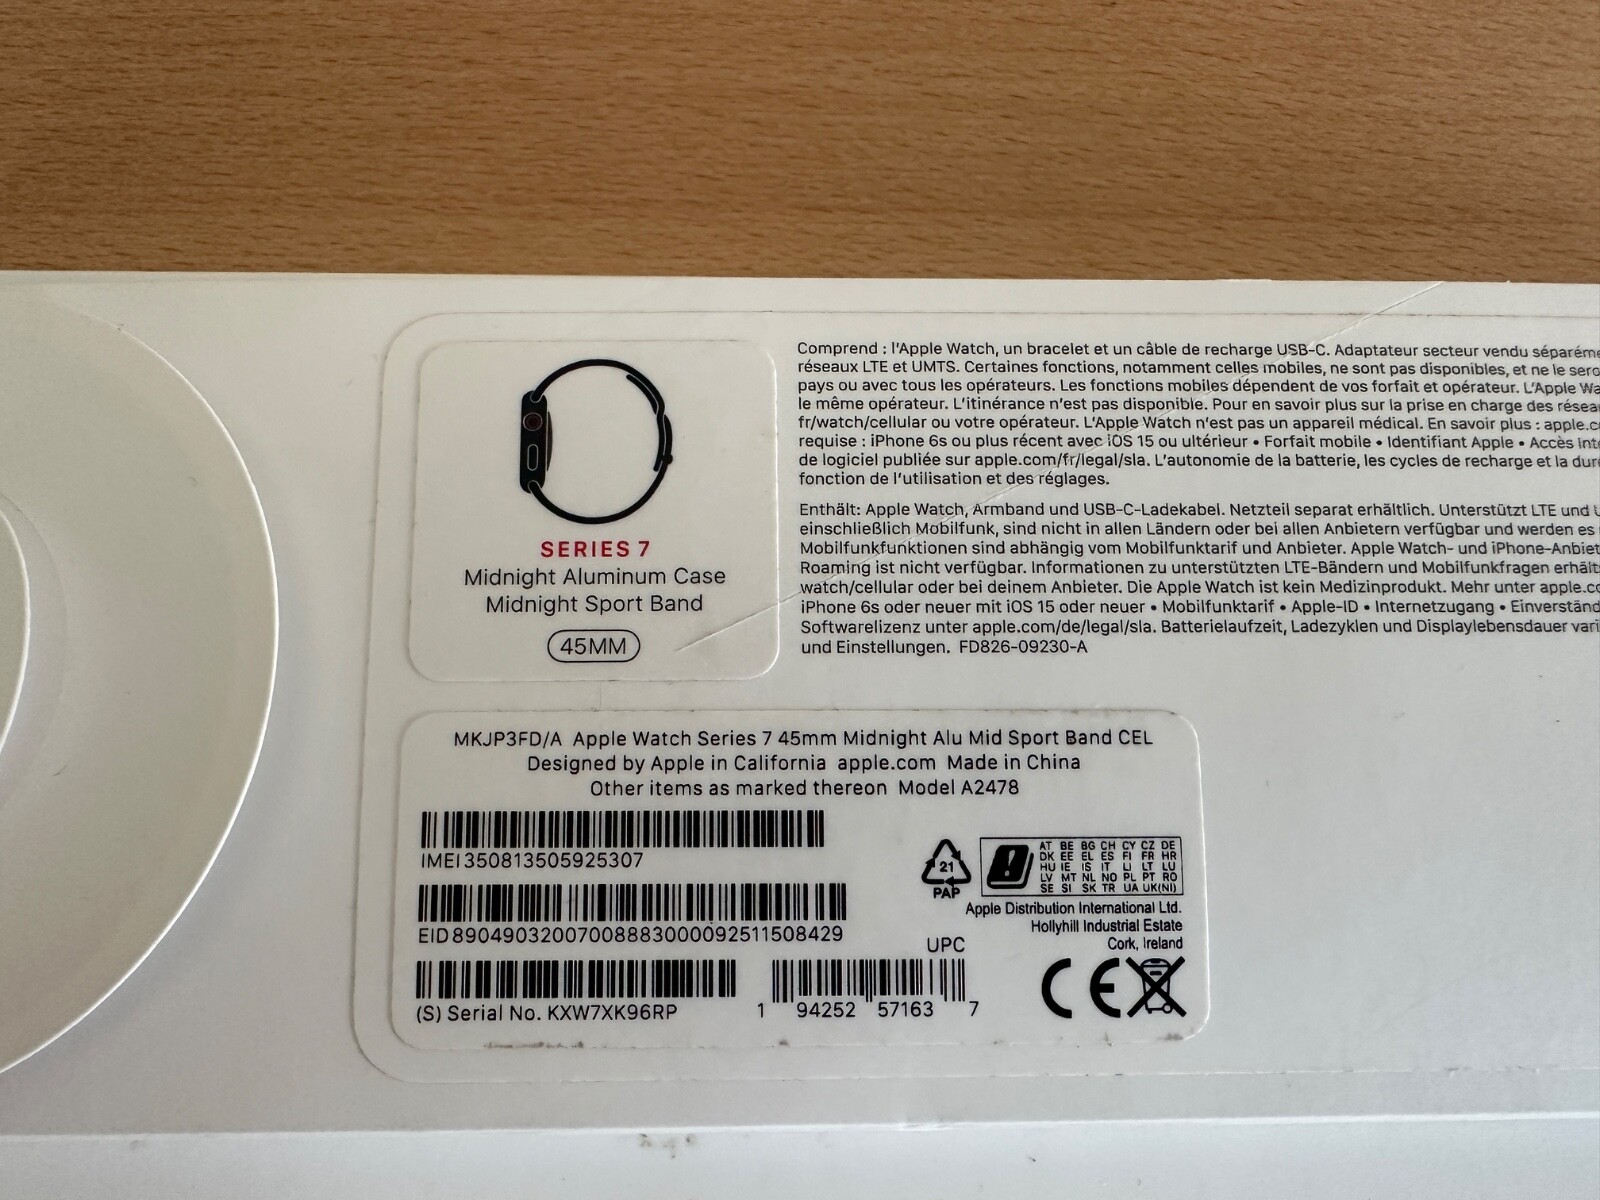 SERIES 7
Midnight Aluminum Case
Midnight Sport Band
45MM
Comprend : l'Apple Watch, un bracelet et un câble de recharge USB-C. Adaptateur secteur vendu séparéme
réseaux LTE et UMTS. Certaines fonctions, notamment celles mobiles, ne sont pas disponibles, et ne le sero
pays ou avec tous les opérateurs. Les fonctions mobiles dépendent de vos forfait et opérateur. L'Apple Wa
le même opérateur. L'itinérance n'est pas disponible. Pour en savoir plus sur la prise en charge des résea
fr/watch/cellular ou votre opérateur. L'Apple Watch n'est pas un appareil médical. En savoir plus : apple.c
requise : iPhone 6s ou plus récent avec iOS 15 ou ultérieur • Forfait mobile • Identifiant Apple • Accès int
de logiciel publiée sur apple.com/fr/legal/sla. L'autonomie de la batterie, les cycles de recharge et la dur
fonction de l'utilisation et des réglages.
Enthält: Apple Watch, Armband und USB-C-Ladekabel. Netzteil separat erhältlich. Unterstützt LTE und U
einschließlich Mobilfunk, sind nicht in allen Ländern oder bei allen Anbietern verfügbar und werden es
Mobilfunkfunktionen sind abhängig vom Mobilfunktarif und Anbieter. Apple Watch- und iPhone-Anbiet
Roaming ist nicht verfügbar. Informationen zu unterstützten LTE-Bändern und Mobilfunkfragen erhält
watch/cellular oder bei deinem Anbieter. Die Apple Watch ist kein Medizinprodukt. Mehr unter apple.co
iPhone 6s oder neuer mit iOS 15 oder neuer • Mobilfunktarif • Apple-ID • Internetzugang • Einverständ
Softwarelizenz unter apple.com/de/legal/sla. Batterielaufzeit, Ladezyklen und Displaylebensdauer vari
und Einstellungen. FD826-09230-A
MKJP3FD/A Apple Watch Series 7 45mm Midnight Alu Mid Sport Band CEL
Designed by Apple in California apple.com Made in China
Other items as marked thereon Model A2478
IMEI 350813505925307
EID 89049032007008883000092511508429
(S) Serial No. KXW7XK96RP
UPC
1 94252 57163 7
21
PAP
AT BE BG CH CY CZ DE
DK EE EL ES FI FR HR
HU IE IS IT LI LT LU
LV MT NL NO PL PT RO
SE SI SK TR UA UK(NI)
Apple Distribution International Ltd.
Hollyhill Industrial Estate
Cork, Ireland
CE